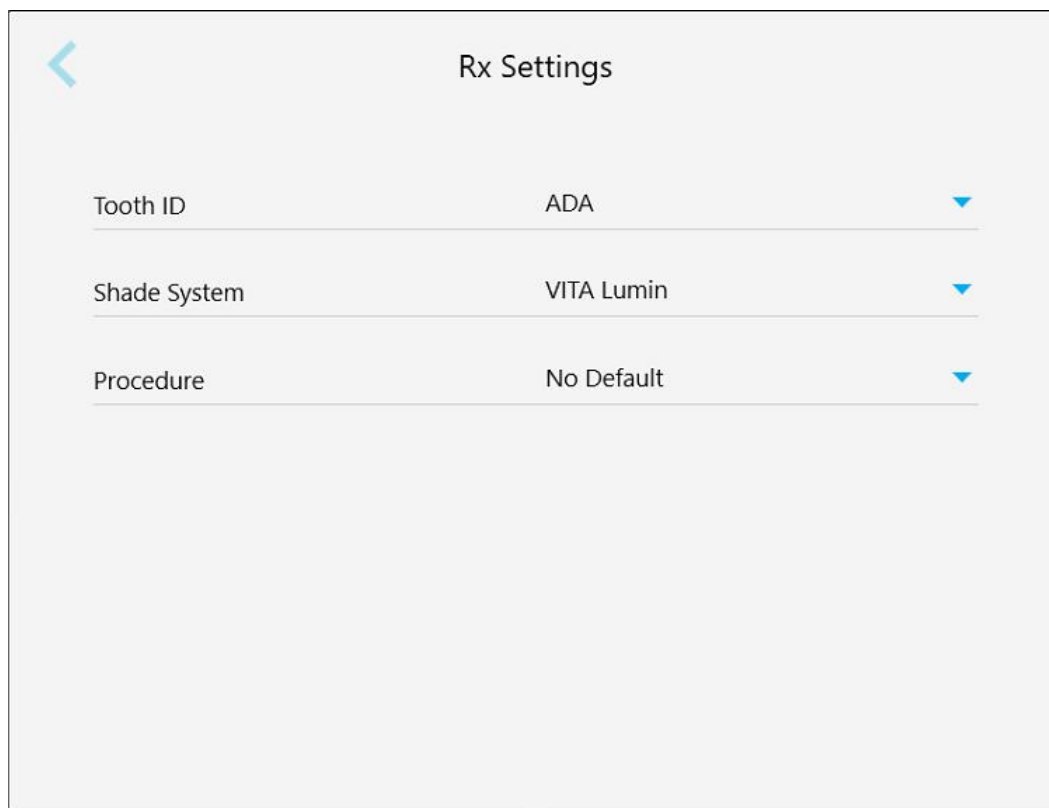 Rx Settings
Tooth ID ADA
Shade System VITA Lumin
Procedure No Default